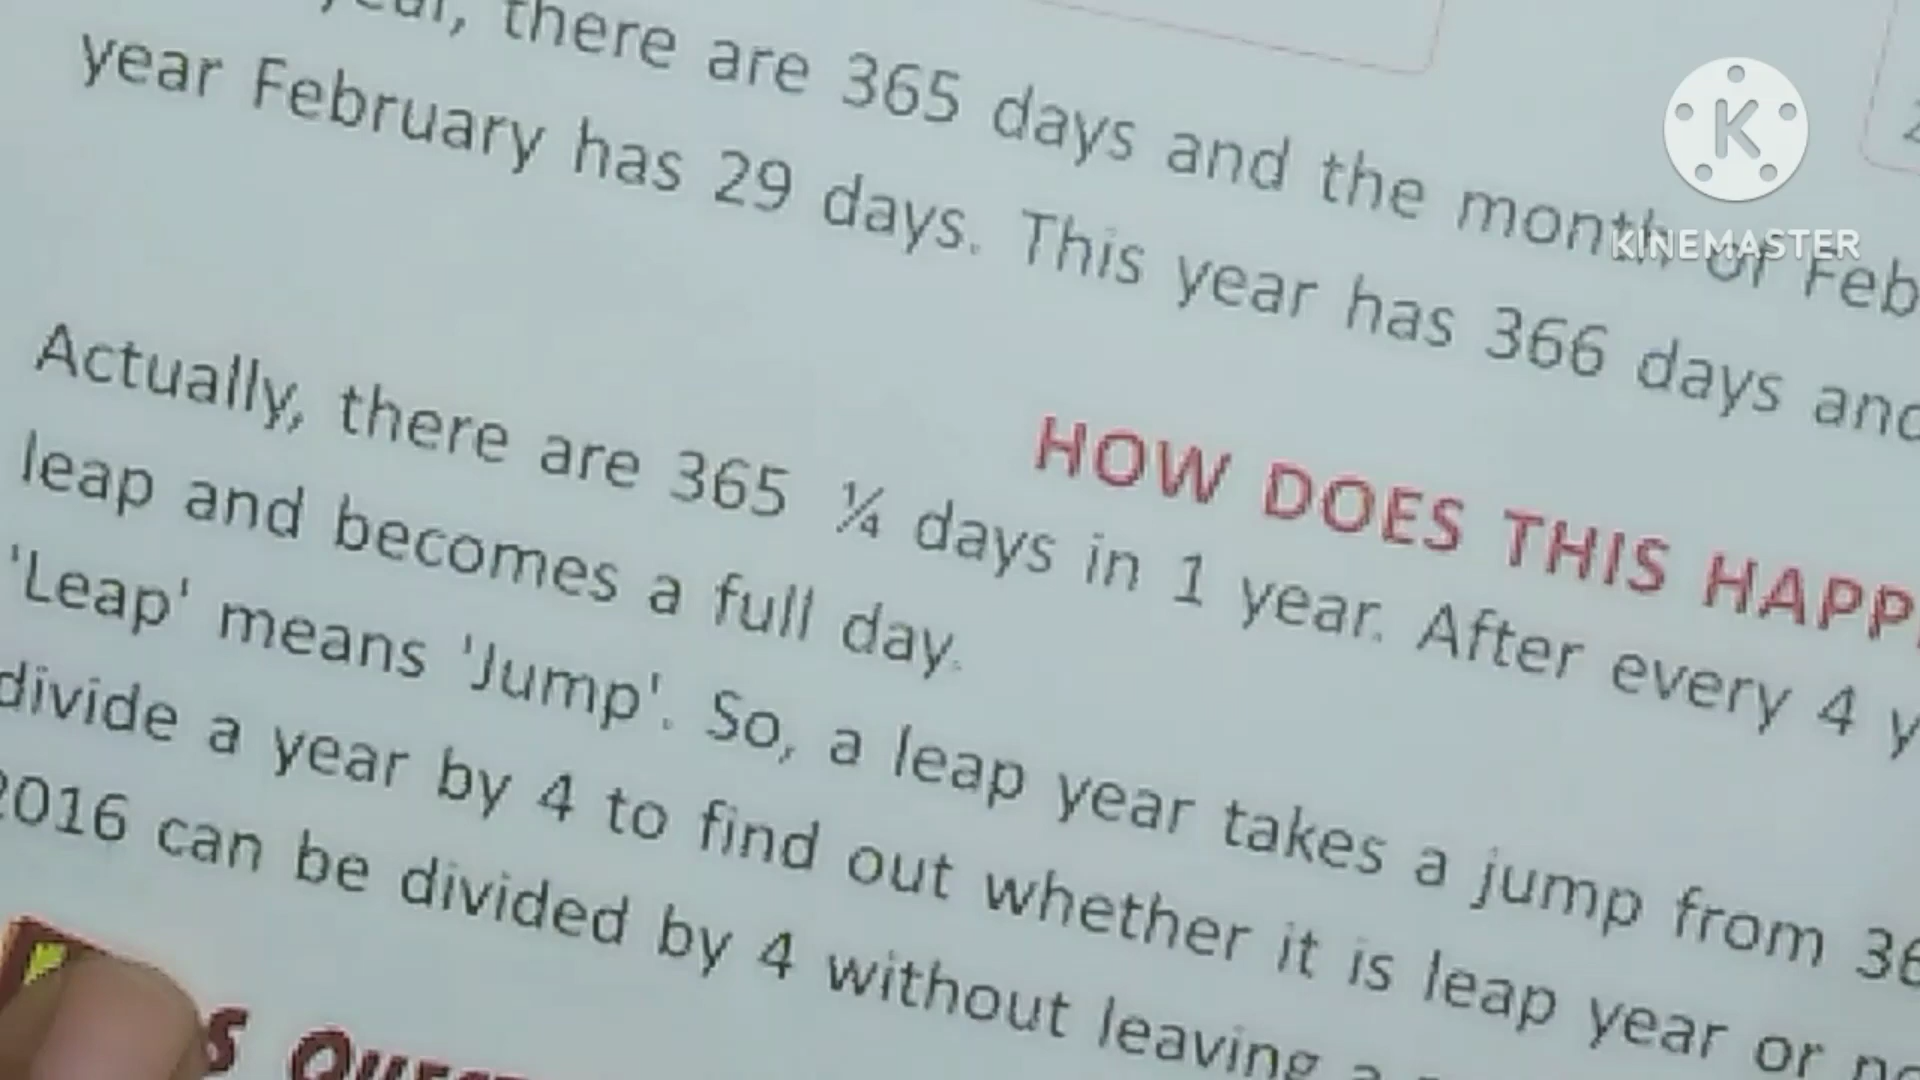 year, there are 365 days and the month of Feb
year February has 29 days. This year has 366 days and
HOW DOES THIS HAPP
Actually, there are 365 ¼ days in 1 year. After every 4 y
leap and becomes a full day.
'Leap' means 'Jump'. So, a leap year takes a jump from 36
divide a year by 4 to find out whether it is leap year or no
2016 can be divided by 4 without leaving a
K
KINEMASTER